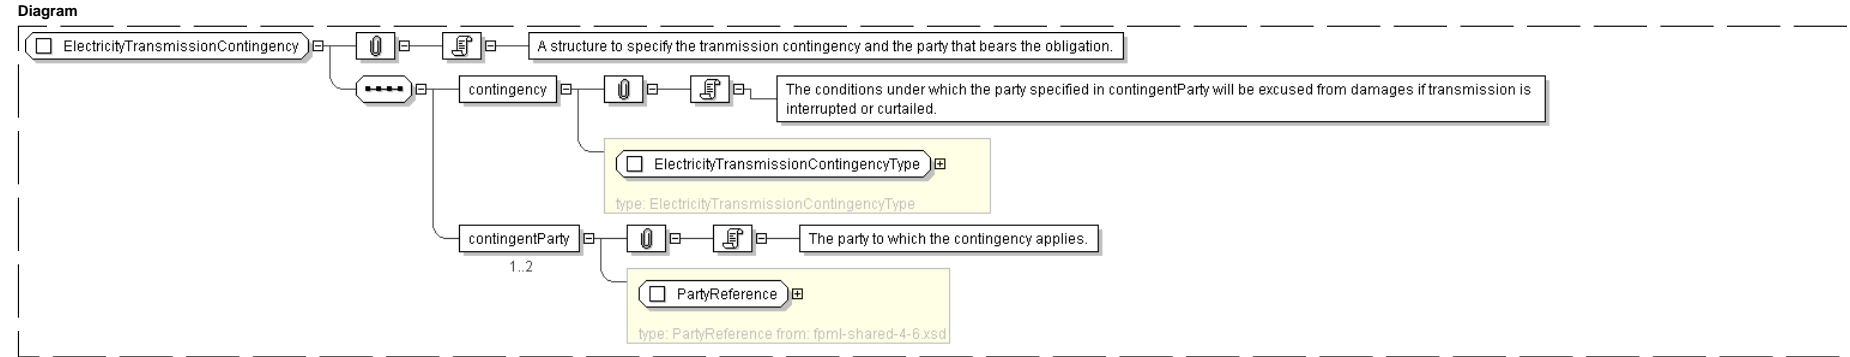 Diagram
ElectricityTransmissionContingency
A structure to specify the tranmission contingency and the party that bears the obligation.
contingency
The conditions under which the party specified in contingentParty will be excused from damages if transmission is
interrupted or curtailed.
ElectricityTransmissionContingencyType
type: ElectricityTransmissionContingencyType
contingentParty
The party to which the contingency applies.
1..2
PartyReference
type: PartyReference from: fpml-shared-4-6.xsd